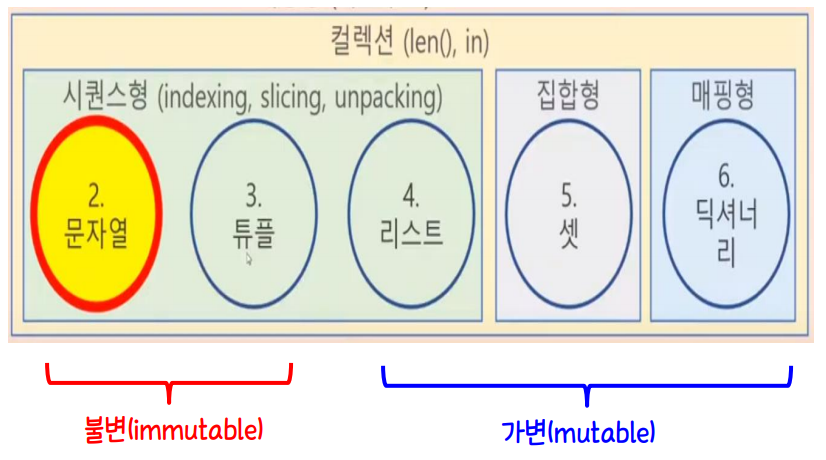 컬렉션 (len(), in)
시퀀스형 (indexing, slicing, unpacking)
집합형
매핑형
2.
문자열
3.
튜플
4.
리스트
5.
셋
6.
딕셔너
리
불변(immutable)
가변(mutable)